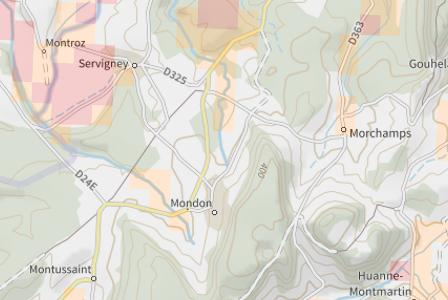 D363
Montroz
Servigney
D325
Gouhel
Morchamps
400
D24E
Mondon
Montussaint
Huanne-
Montmartin